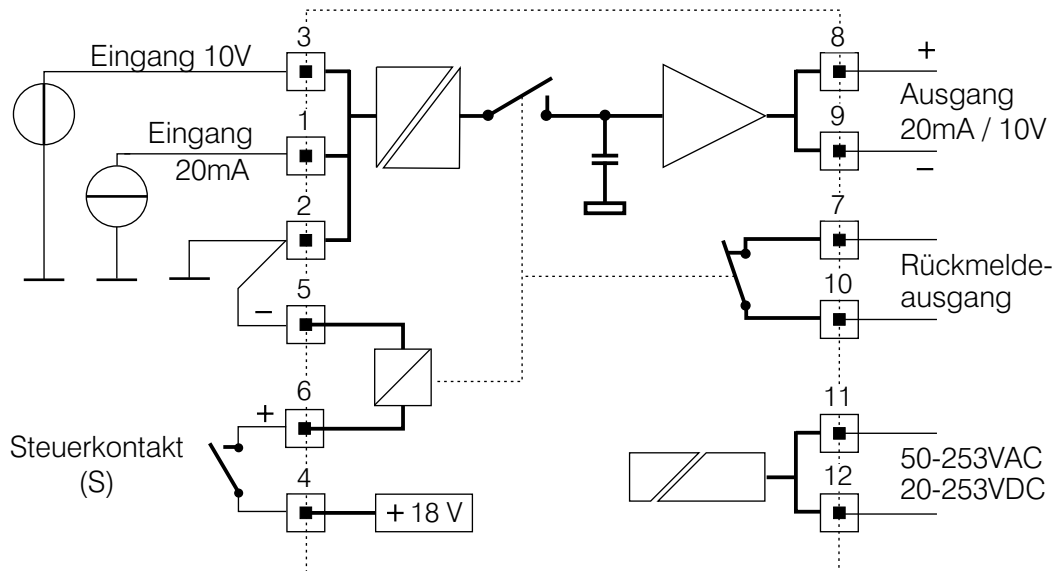 3
Eingang 10V
1
Eingang
20mA
2
5
−
6
+
Steuerkontakt
(S)
4
+ 18 V
8
+
Ausgang
20mA / 10V
9
−
7
Rückmelde-
ausgang
10
11
50-253VAC
20-253VDC
12